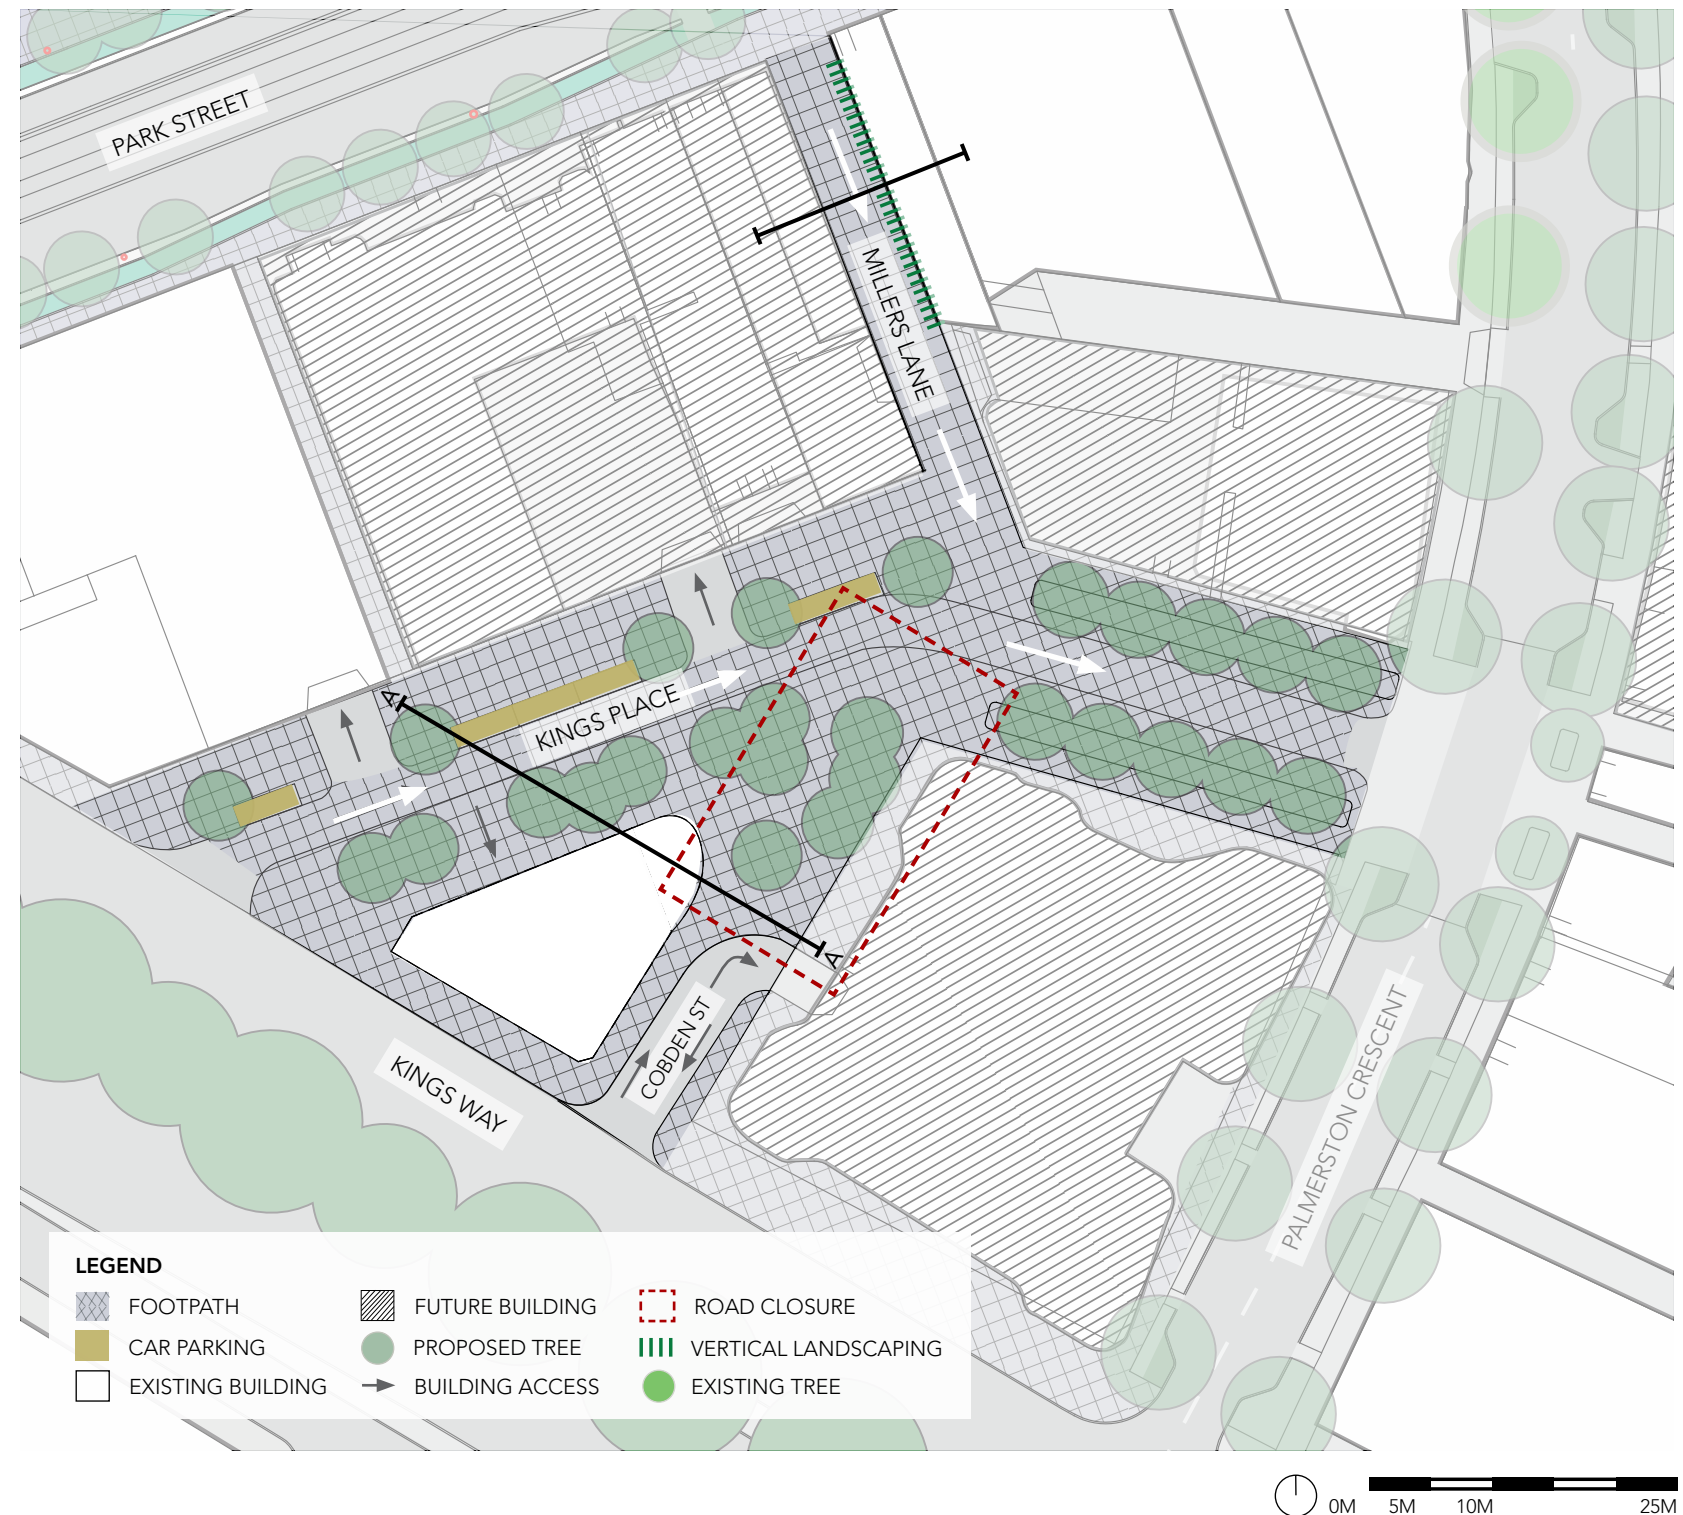 PARK STREET
MILLERS LANE
A
KINGS PLACE
A
COBDEN ST
KINGS WAY
PALMERSTON CRESCENT
LEGEND
FOOTPATH
FUTURE BUILDING
ROAD CLOSURE
CAR PARKING
PROPOSED TREE
VERTICAL LANDSCAPING
EXISTING BUILDING
BUILDING ACCESS
EXISTING TREE
0M 5M 10M 25M